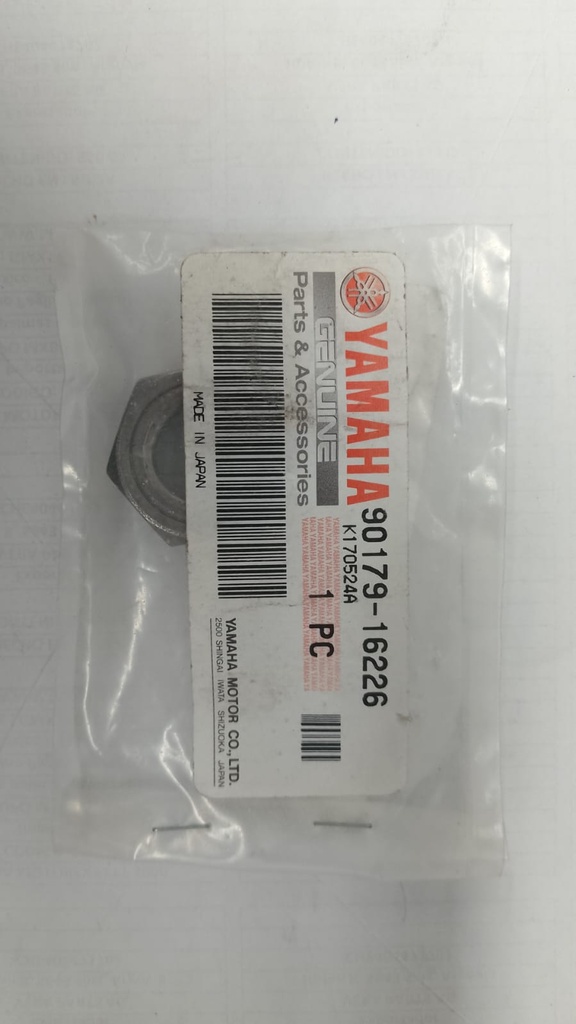 YAMAHA
90179-16226
GENUINE
K170524A
Parts & Accessories
1 PC
MADE IN JAPAN
YAMAHA MOTOR CO., LTD.
2500 SHINGAI IWATA SHIZUOKA JAPAN